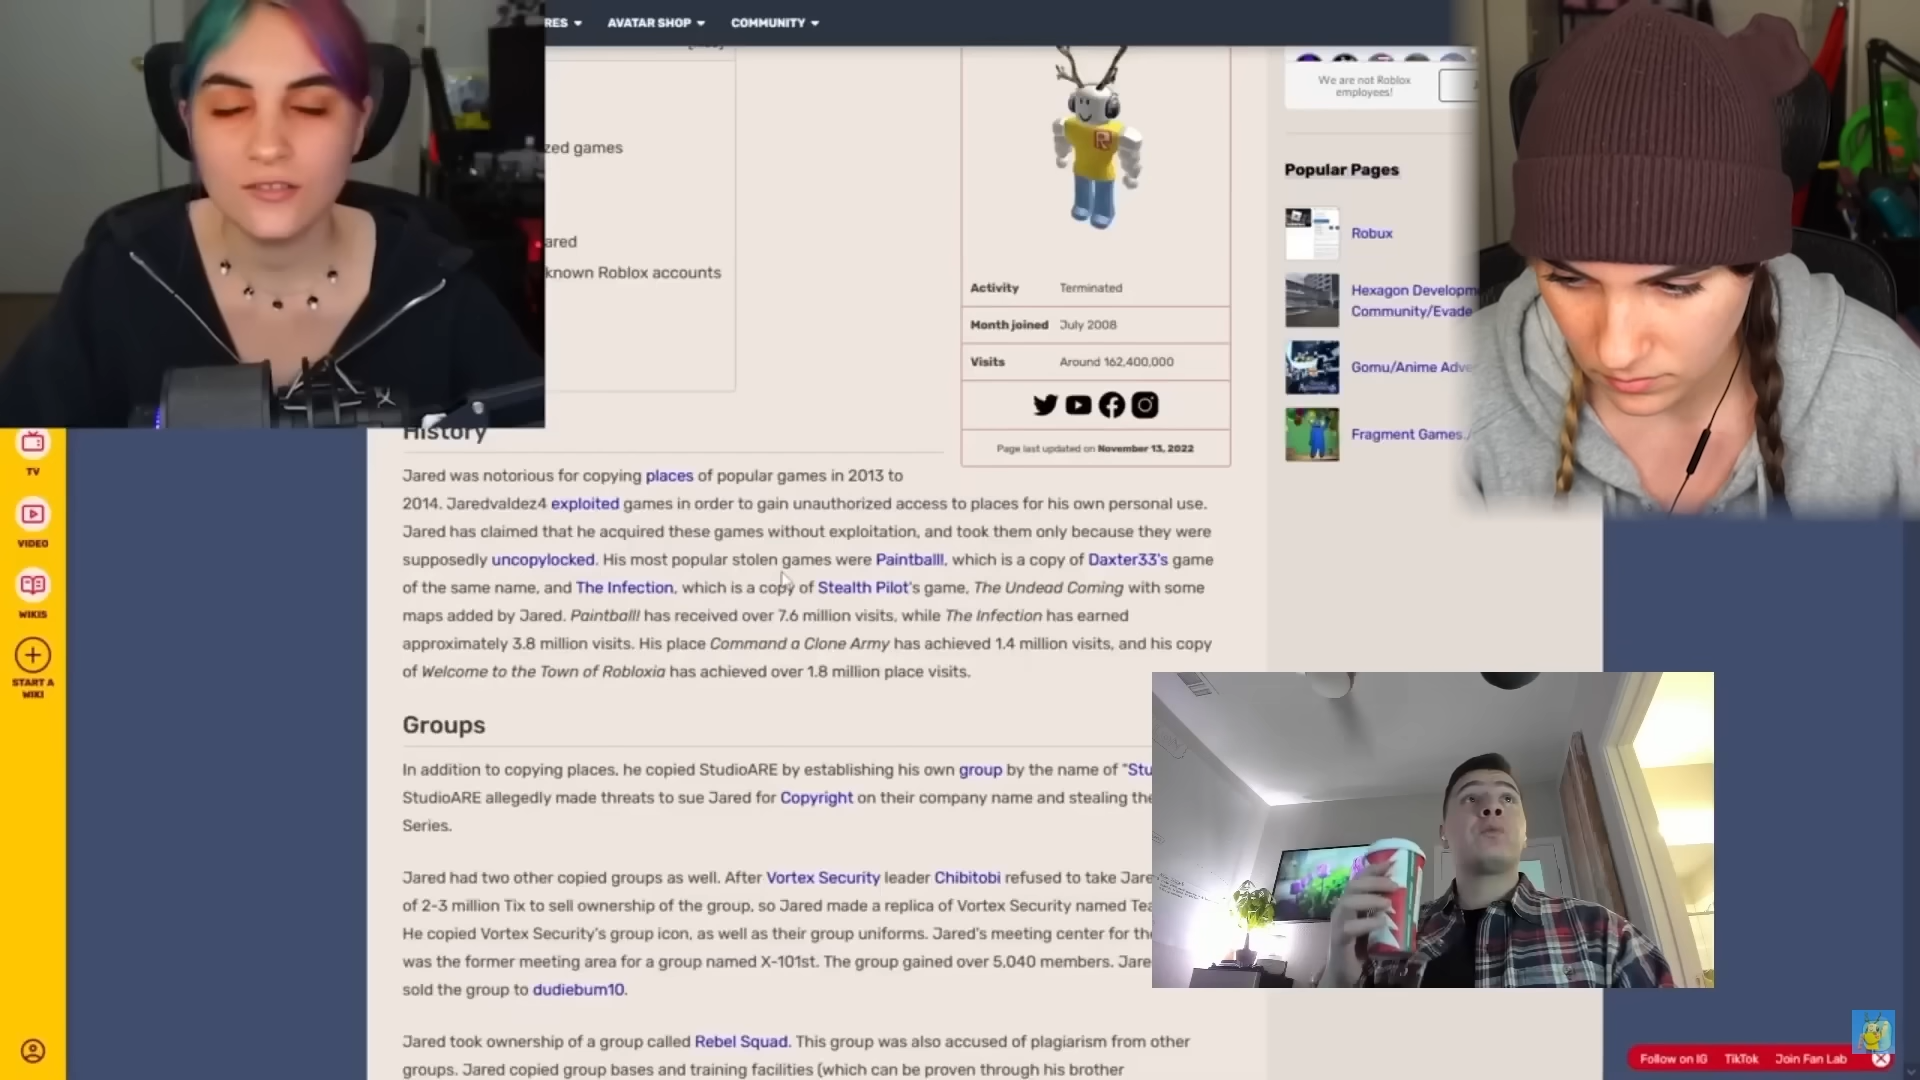 RES
AVATAR SHOP
COMMUNITY
zed games
ared
known Roblox accounts
Activity Terminated
Month joined July 2008
Visits Around 162,400,000
Page last updated on November 13, 2022
We are not Roblox
employees!
Popular Pages
Robux
Hexagon Developm
Community/Evade
Gomu/Anime Adve
Fragment Games./
TV
VIDEO
WIKIS
START A
WIKI
History
Jared was notorious for copying places of popular games in 2013 to
2014. Jaredvaldez4 exploited games in order to gain unauthorized access to places for his own personal use.
Jared has claimed that he acquired these games without exploitation, and took them only because they were
supposedly uncopylocked. His most popular stolen games were Paintball!, which is a copy of Daxter33's game
of the same name, and The Infection, which is a copy of Stealth Pilot's game, The Undead Coming with some
maps added by Jared. Paintball! has received over 7.6 million visits, while The Infection has earned
approximately 3.8 million visits. His place Command a Clone Army has achieved 1.4 million visits, and his copy
of Welcome to the Town of Robloxia has achieved over 1.8 million place visits.
Groups
In addition to copying places, he copied StudioARE by establishing his own group by the name of "Stu
StudioARE allegedly made threats to sue Jared for Copyright on their company name and stealing the
Series.
Jared had two other copied groups as well. After Vortex Security leader Chibitobi refused to take Jare
of 2-3 million Tix to sell ownership of the group, so Jared made a replica of Vortex Security named Tea
He copied Vortex Security's group icon, as well as their group uniforms. Jared's meeting center for the
was the former meeting area for a group named X-101st. The group gained over 5,040 members. Jare
sold the group to dudiebum10.
Jared took ownership of a group called Rebel Squad. This group was also accused of plagiarism from other
groups. Jared copied group bases and training facilities (which can be proven through his brother
Follow on IG TikTok Join Fan Lab